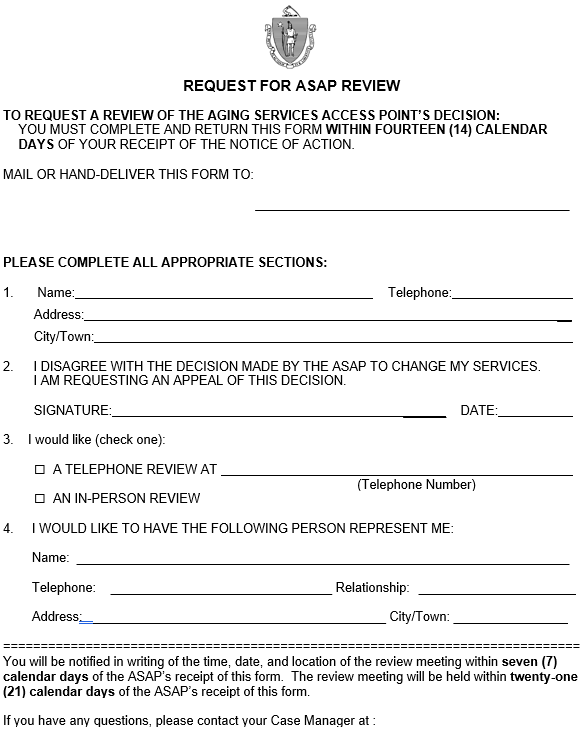 REQUEST FOR ASAP REVIEW
TO REQUEST A REVIEW OF THE AGING SERVICES ACCESS POINT'S DECISION:
YOU MUST COMPLETE AND RETURN THIS FORM WITHIN FOURTEEN (14) CALENDAR
DAYS OF YOUR RECEIPT OF THE NOTICE OF ACTION.
MAIL OR HAND-DELIVER THIS FORM TO:
PLEASE COMPLETE ALL APPROPRIATE SECTIONS:
1. Name: Telephone:
Address:
City/Town:
2. I DISAGREE WITH THE DECISION MADE BY THE ASAP TO CHANGE MY SERVICES.
I AM REQUESTING AN APPEAL OF THIS DECISION.
SIGNATURE: DATE:
3. I would like (check one):
☐ A TELEPHONE REVIEW AT
(Telephone Number)
☐ AN IN-PERSON REVIEW
4. I WOULD LIKE TO HAVE THE FOLLOWING PERSON REPRESENT ME:
Name:
Telephone: Relationship:
Address: City/Town:
You will be notified in writing of the time, date, and location of the review meeting within seven (7)
calendar days of the ASAP's receipt of this form. The review meeting will be held within twenty-one
(21) calendar days of the ASAP's receipt of this form.
If you have any questions, please contact your Case Manager at :